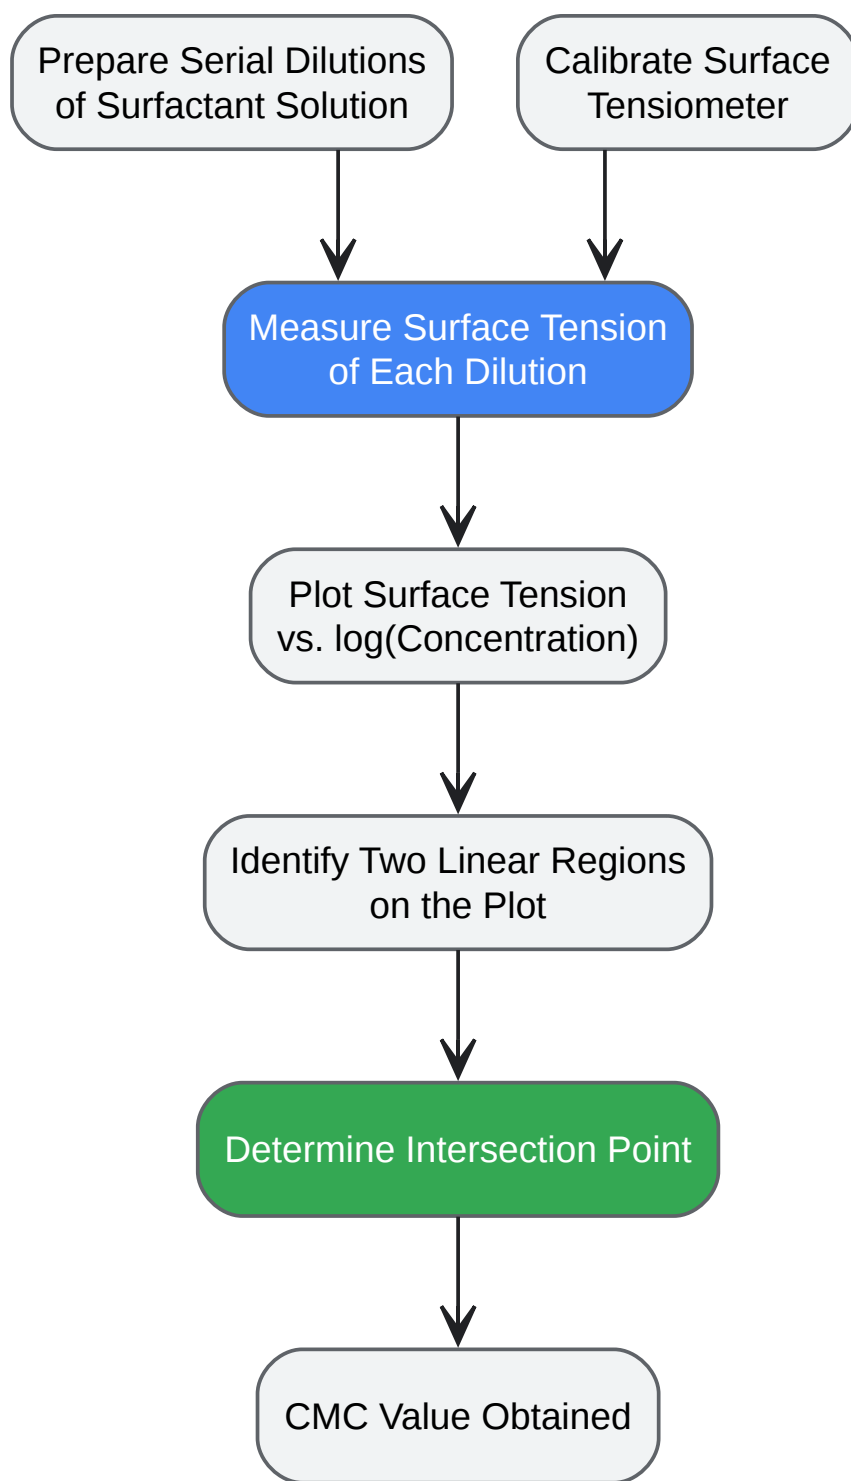 Prepare Serial Dilutions
of Surfactant Solution
Calibrate Surface
Tensiometer
Measure Surface Tension
of Each Dilution
Plot Surface Tension
vs. log(Concentration)
Identify Two Linear Regions
on the Plot
Determine Intersection Point
CMC Value Obtained